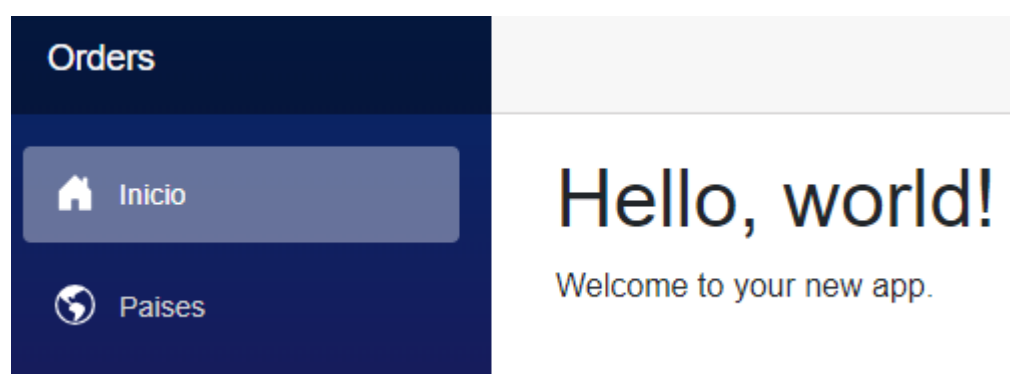 Orders
Inicio
Paises
Hello, world!
Welcome to your new app.